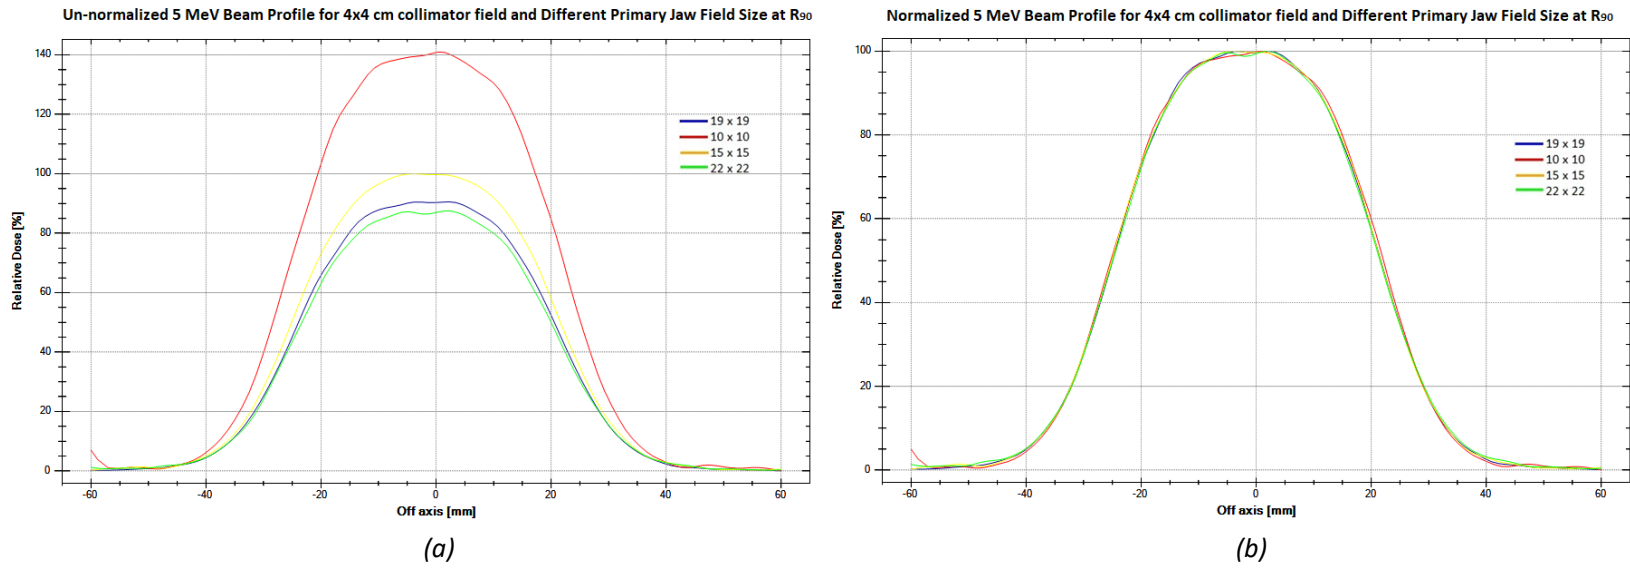 Un-normalized 5 MeV Beam Profile for 4x4 cm collimator field and Different Primary Jaw Field Size at R90
140
120
100
80
60
40
20
0
-60
-40
-20
0
20
40
60
Relative Dose [%]
Off axis [mm]
19 x 19
10 x 10
15 x 15
22 x 22
(a)
Normalized 5 MeV Beam Profile for 4x4 cm collimator field and Different Primary Jaw Field Size at R90
100
80
60
40
20
0
-60
-40
-20
0
20
40
60
Relative Dose [%]
Off axis [mm]
19 x 19
10 x 10
15 x 15
22 x 22
(b)